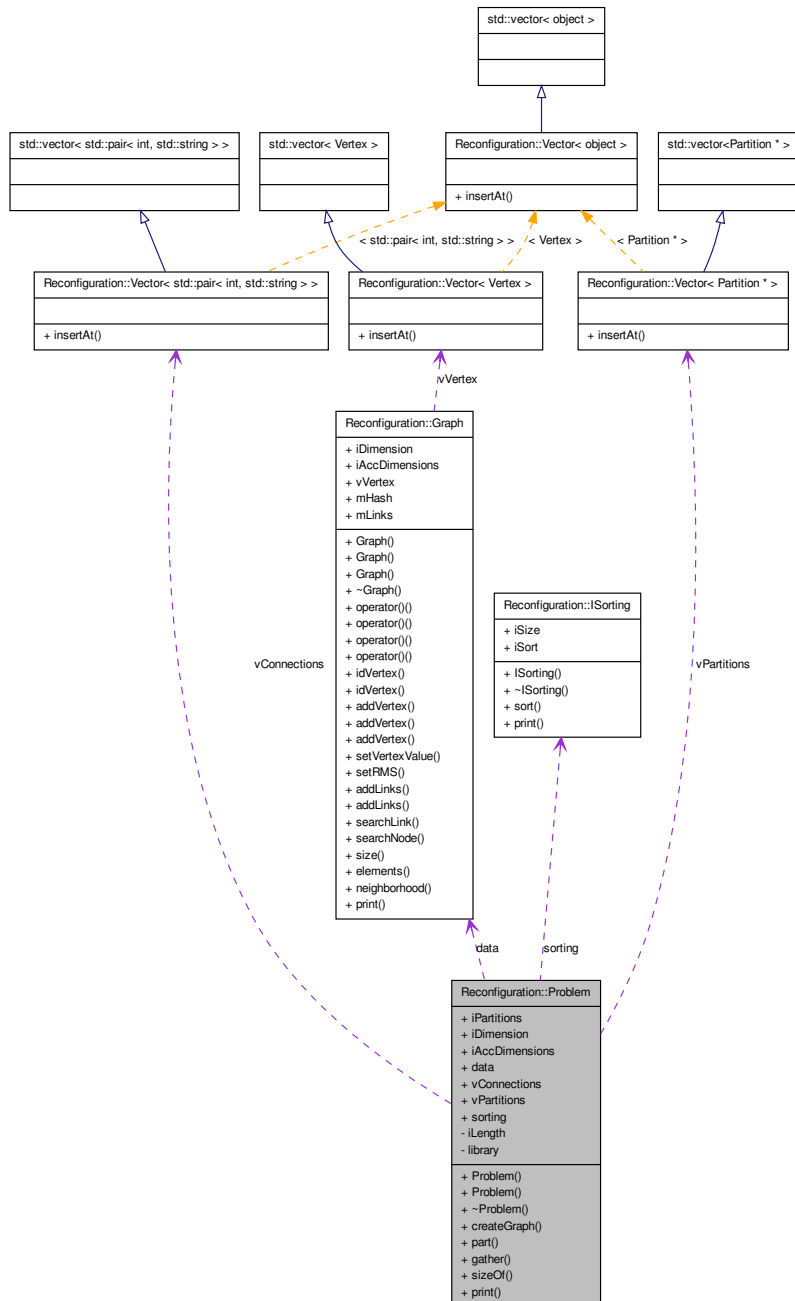 std::vector< object >
std::vector< std::pair< int, std::string > >
std::vector< Vertex >
Reconfiguration::Vector< object >
+ insertAt()
std::vector<Partition * >
< std::pair< int, std::string > >
< Vertex >
< Partition * >
Reconfiguration::Vector< std::pair< int, std::string > >
+ insertAt()
Reconfiguration::Vector< Vertex >
+ insertAt()
Reconfiguration::Vector< Partition * >
+ insertAt()
vVertex
Reconfiguration::Graph
+ iDimension
+ iAccDimensions
+ vVertex
+ mHash
+ mLinks
+ Graph()
+ Graph()
+ Graph()
+ ~Graph()
+ operator()()
+ operator()()
+ operator()()
+ operator()()
+ idVertex()
+ idVertex()
+ addVertex()
+ addVertex()
+ addVertex()
+ setVertexValue()
+ setRMS()
+ addLinks()
+ addLinks()
+ searchLink()
+ searchNode()
+ size()
+ elements()
+ neighborhood()
+ print()
Reconfiguration::ISorting
+ iSize
+ iSort
+ ISorting()
+ ~ISorting()
+ sort()
+ print()
vConnections
vPartitions
data
sorting
Reconfiguration::Problem
+ iPartitions
+ iDimension
+ iAccDimensions
+ data
+ vConnections
+ vPartitions
+ sorting
- iLength
- library
+ Problem()
+ Problem()
+ ~Problem()
+ createGraph()
+ part()
+ gather()
+ sizeOf()
+ print()